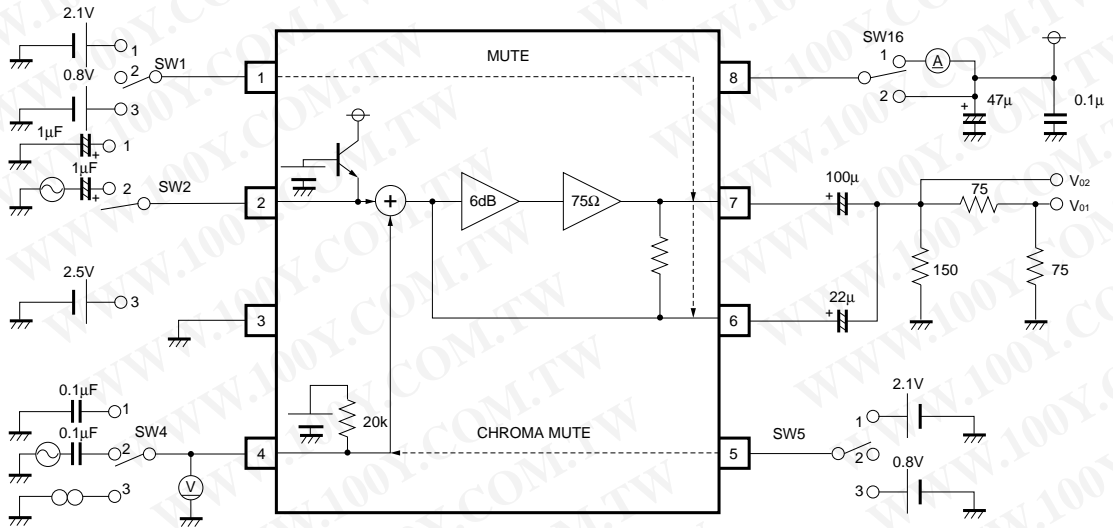 2.1V
1
SW1
2
0.8V
3
1µF
1
1µF
2
SW2
2.5V
3
0.1µF
1
0.1µF
SW4
2
3
V
MUTE
1
2
3
4
6dB
75Ω
+
20k
CHROMA MUTE
8
7
6
5
SW16
1
A
2
+
47µ
0.1µ
100µ
+
75
V02
V01
150
75
22µ
+
2.1V
1
SW5
2
0.8V
3
WWW.100Y.COM.TW